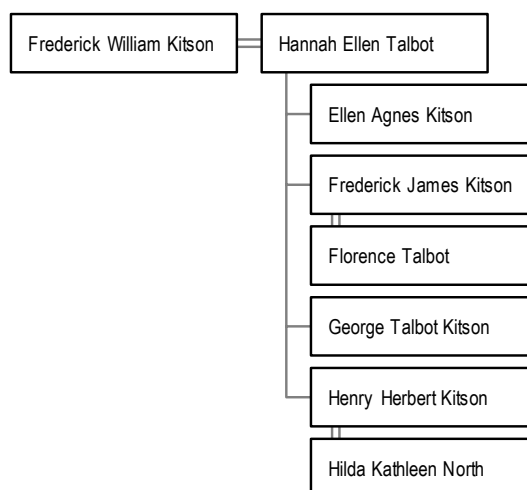 Frederick William Kitson
Hannah Ellen Talbot
Ellen Agnes Kitson
Frederick James Kitson
Florence Talbot
George Talbot Kitson
Henry Herbert Kitson
Hilda Kathleen North